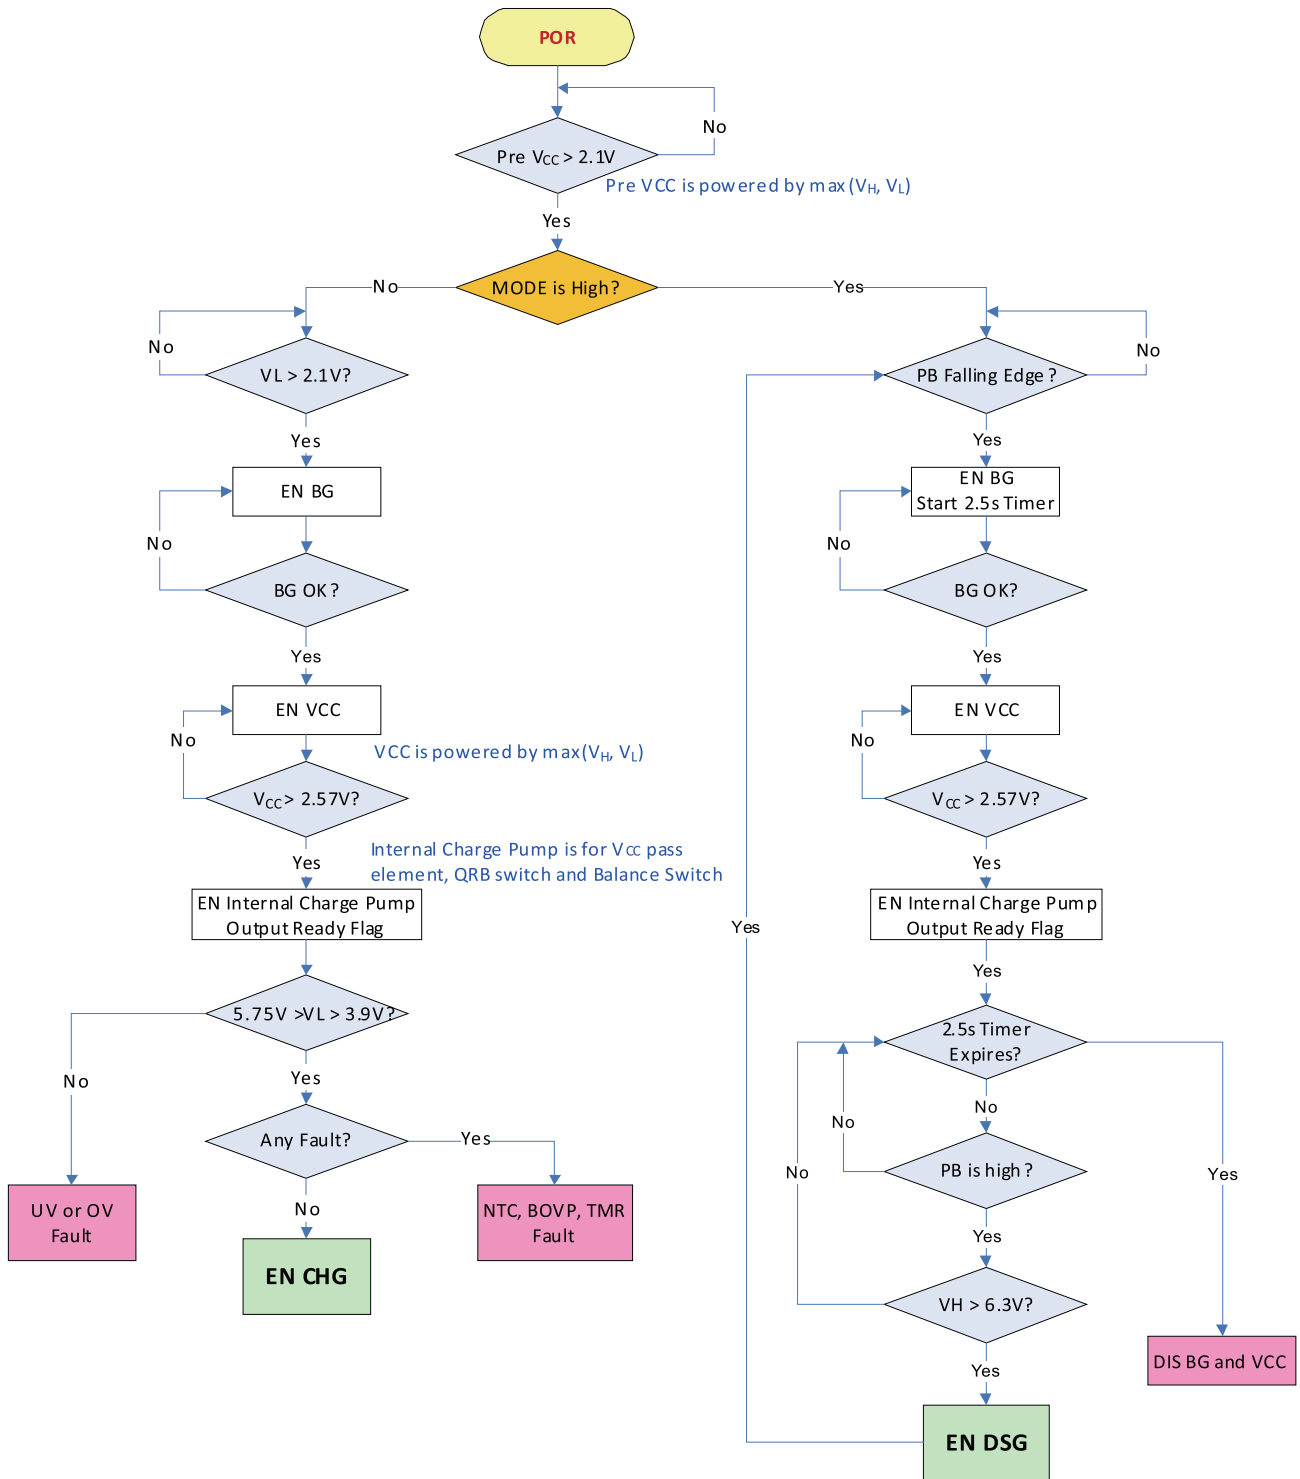 POR
No
Pre VCC > 2.1V
Pre VCC is powered by max(VH, VL)
Yes
MODE is High?
No
Yes
No
VL > 2.1V?
Yes
EN BG
No
BG OK?
Yes
EN VCC
No
VCC is powered by max(VH, VL)
VCC > 2.57V?
Yes
Internal Charge Pump is for VCC pass
element, QRB switch and Balance Switch
EN Internal Charge Pump
Output Ready Flag
5.75V >VL > 3.9V?
No
Yes
Any Fault?
Yes
No
UV or OV
Fault
NTC, BOVP, TMR
Fault
EN CHG
No
PB Falling Edge?
Yes
EN BG
Start 2.5s Timer
No
BG OK?
Yes
EN VCC
No
VCC > 2.57V?
Yes
EN Internal Charge Pump
Output Ready Flag
Yes
Yes
2.5s Timer
Expires?
No
No
PB is high?
No
Yes
Yes
VH > 6.3V?
Yes
DIS BG and VCC
EN DSG